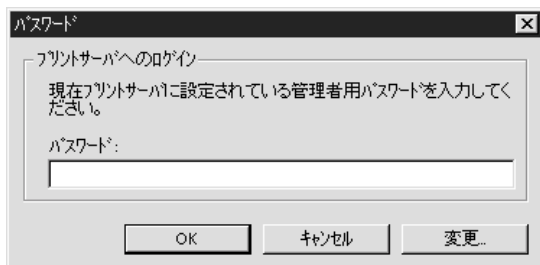 ﾊﾟｽﾜｰﾄﾞ
ﾌﾟﾘﾝﾄｻｰﾊﾞへのﾛｸﾞｲﾝ
現在ﾌﾟﾘﾝﾄｻｰﾊﾞに設定されている管理者用ﾊﾟｽﾜｰﾄﾞを入力してく
ださい。
ﾊﾟｽﾜｰﾄﾞ:
OK
ｷｬﾝｾﾙ
変更...